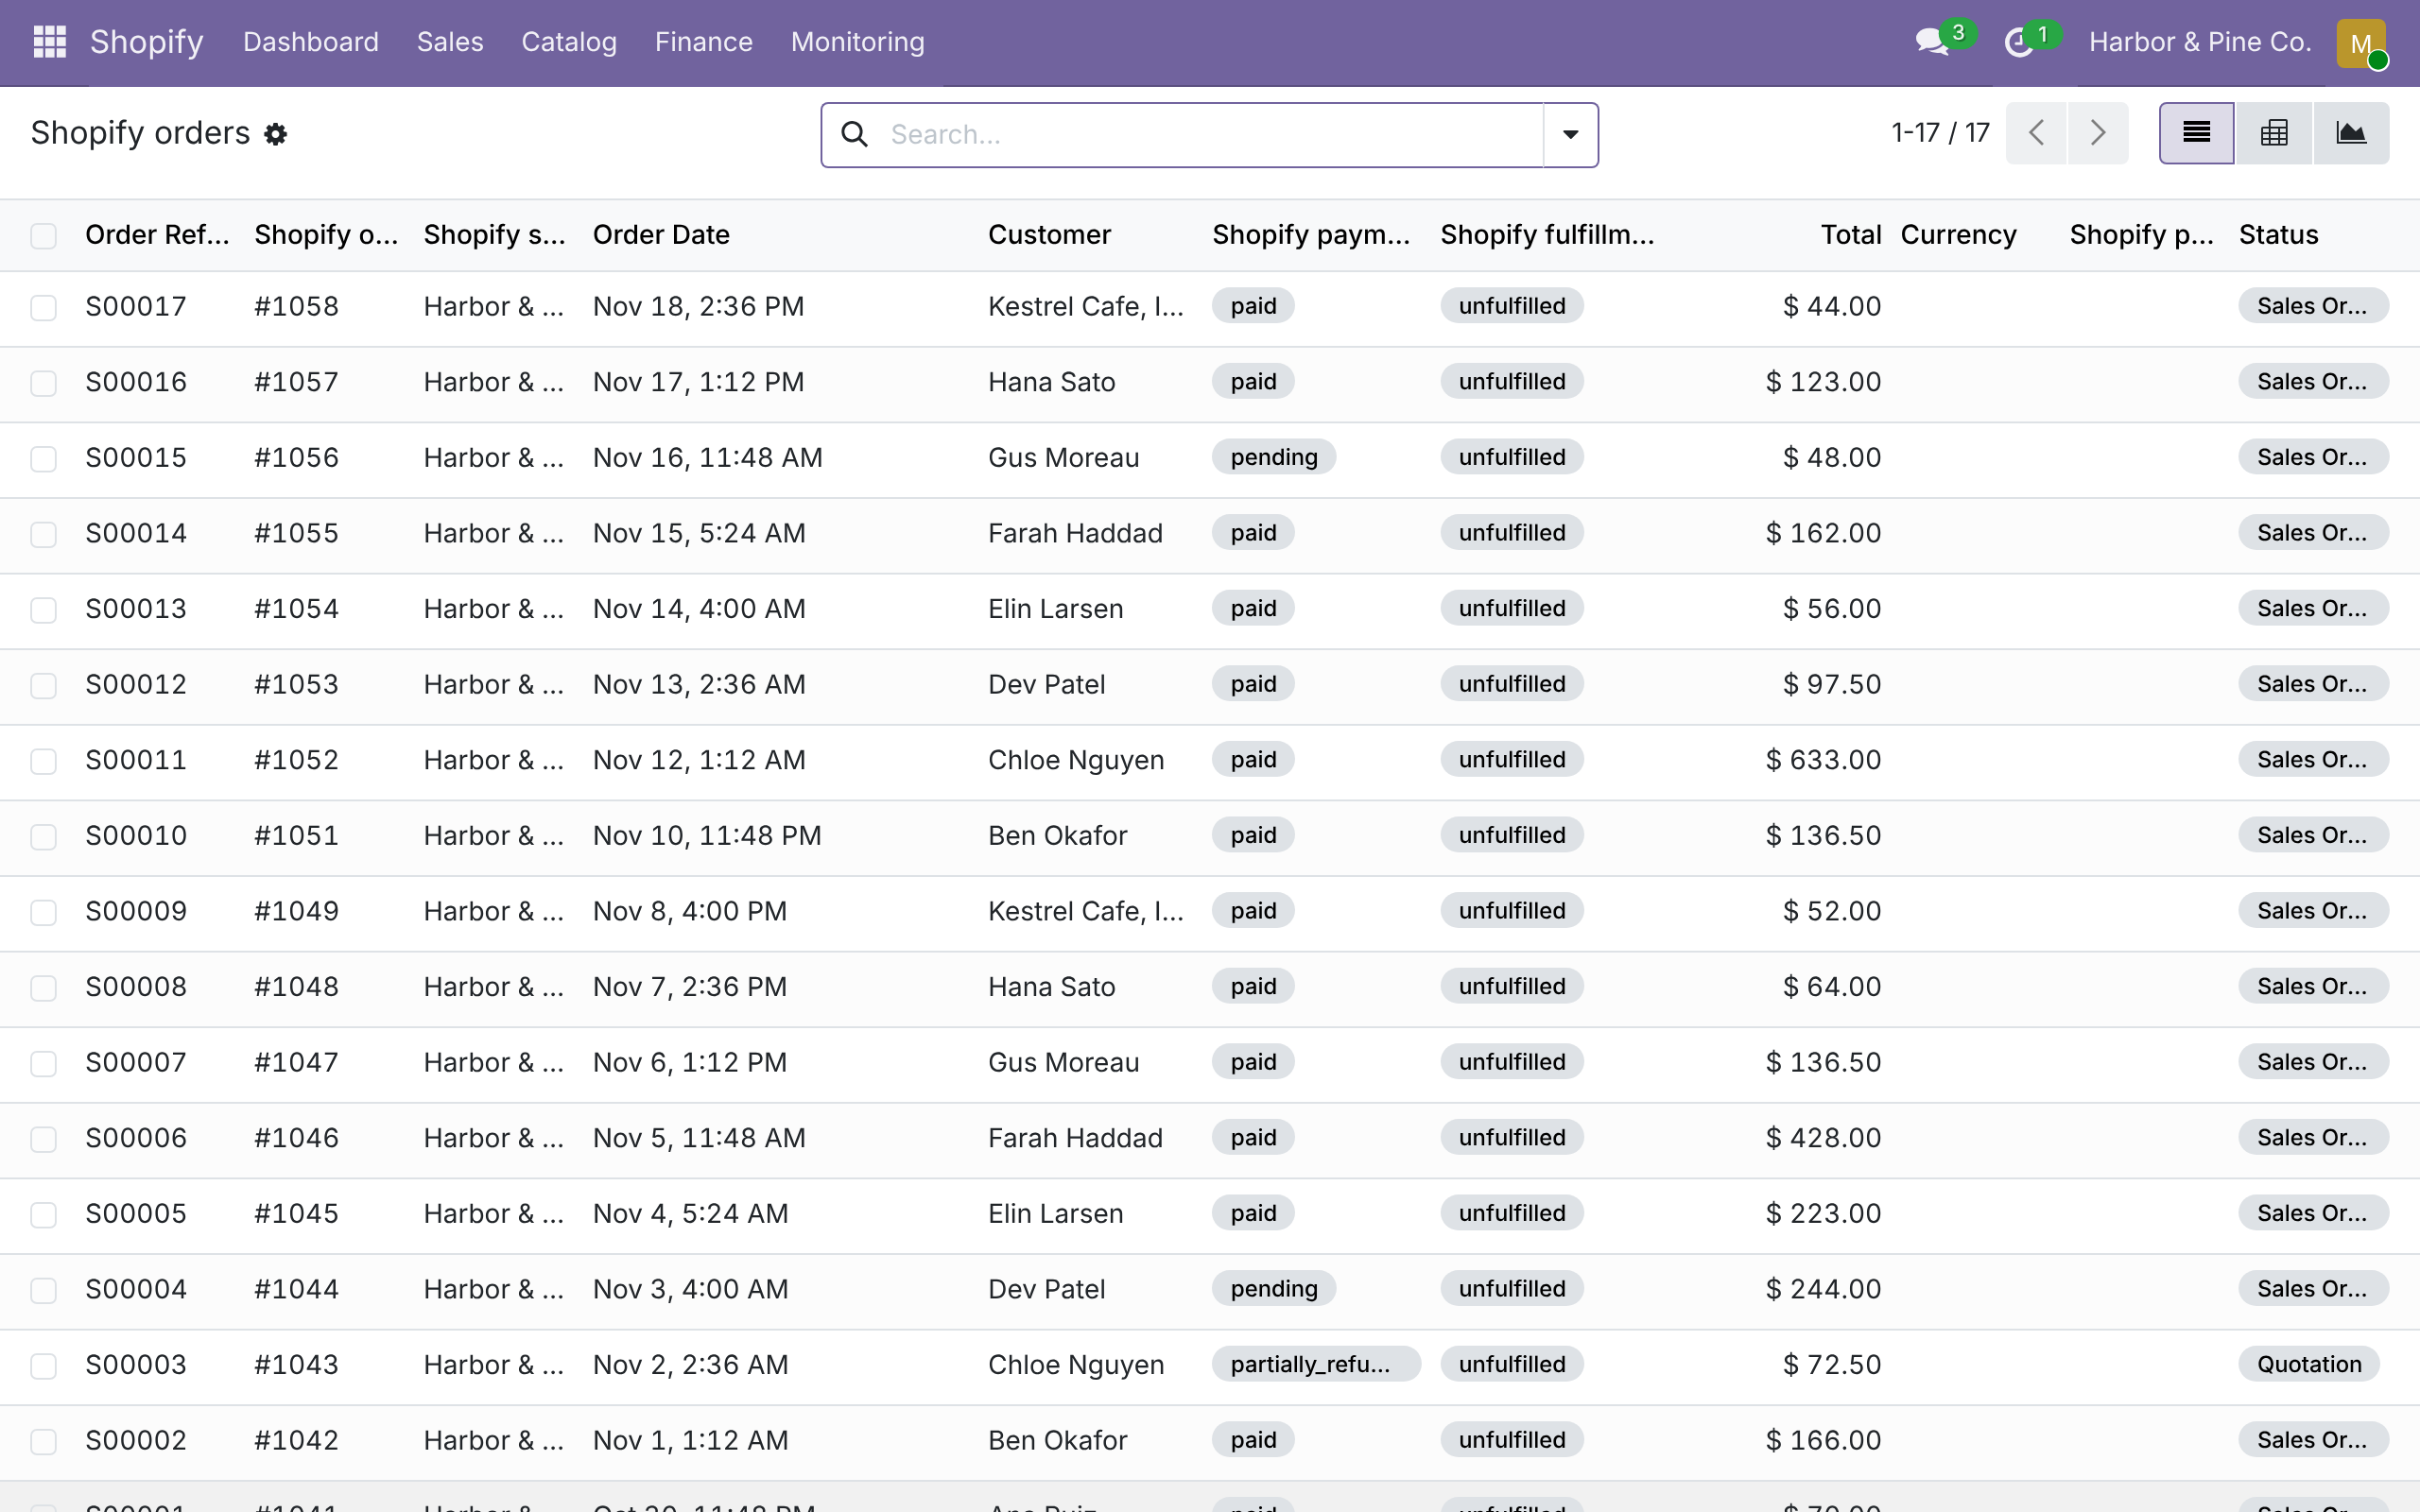 Shopify Dashboard Sales Catalog Finance Monitoring 3 1 Harbor & Pine Co. M
Shopify orders Search... 1-17 / 17
Order Ref... Shopify o... Shopify s... Order Date Customer Shopify paym... Shopify fulfillm... Total Currency Shopify p... Status
S00017 #1058 Harbor & ... Nov 18, 2:36 PM Kestrel Cafe, I... paid unfulfilled $ 44.00 Sales Or...
S00016 #1057 Harbor & ... Nov 17, 1:12 PM Hana Sato paid unfulfilled $ 123.00 Sales Or...
S00015 #1056 Harbor & ... Nov 16, 11:48 AM Gus Moreau pending unfulfilled $ 48.00 Sales Or...
S00014 #1055 Harbor & ... Nov 15, 5:24 AM Farah Haddad paid unfulfilled $ 162.00 Sales Or...
S00013 #1054 Harbor & ... Nov 14, 4:00 AM Elin Larsen paid unfulfilled $ 56.00 Sales Or...
S00012 #1053 Harbor & ... Nov 13, 2:36 AM Dev Patel paid unfulfilled $ 97.50 Sales Or...
S00011 #1052 Harbor & ... Nov 12, 1:12 AM Chloe Nguyen paid unfulfilled $ 633.00 Sales Or...
S00010 #1051 Harbor & ... Nov 10, 11:48 PM Ben Okafor paid unfulfilled $ 136.50 Sales Or...
S00009 #1049 Harbor & ... Nov 8, 4:00 PM Kestrel Cafe, I... paid unfulfilled $ 52.00 Sales Or...
S00008 #1048 Harbor & ... Nov 7, 2:36 PM Hana Sato paid unfulfilled $ 64.00 Sales Or...
S00007 #1047 Harbor & ... Nov 6, 1:12 PM Gus Moreau paid unfulfilled $ 136.50 Sales Or...
S00006 #1046 Harbor & ... Nov 5, 11:48 AM Farah Haddad paid unfulfilled $ 428.00 Sales Or...
S00005 #1045 Harbor & ... Nov 4, 5:24 AM Elin Larsen paid unfulfilled $ 223.00 Sales Or...
S00004 #1044 Harbor & ... Nov 3, 4:00 AM Dev Patel pending unfulfilled $ 244.00 Sales Or...
S00003 #1043 Harbor & ... Nov 2, 2:36 AM Chloe Nguyen partially_refu... unfulfilled $ 72.50 Quotation
S00002 #1042 Harbor & ... Nov 1, 1:12 AM Ben Okafor paid unfulfilled $ 166.00 Sales Or...